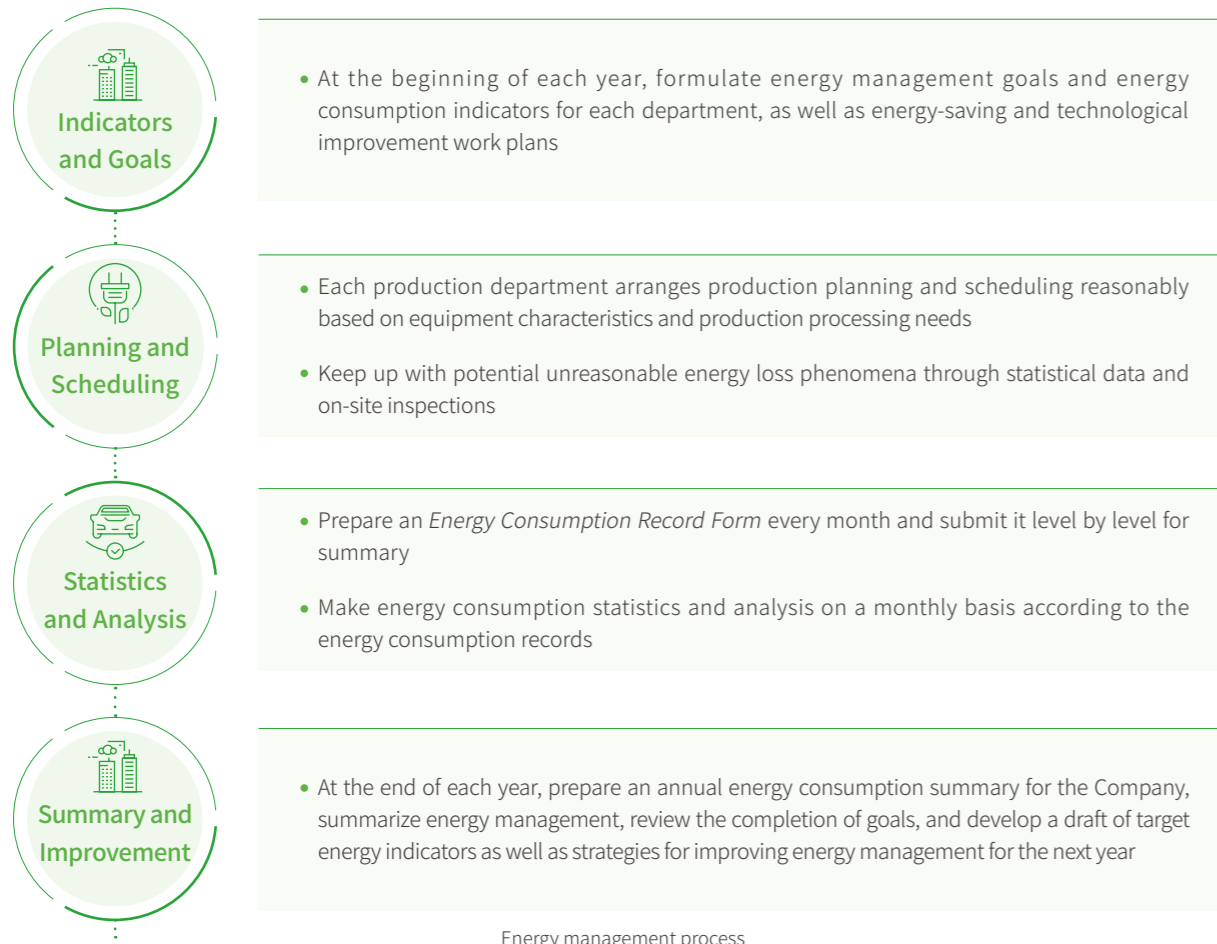 Indicators
and Goals
• At the beginning of each year, formulate energy management goals and energy
consumption indicators for each department, as well as energy-saving and technological
improvement work plans
Planning and
Scheduling
• Each production department arranges production planning and scheduling reasonably
based on equipment characteristics and production processing needs
• Keep up with potential unreasonable energy loss phenomena through statistical data and
on-site inspections
Statistics
and Analysis
• Prepare an Energy Consumption Record Form every month and submit it level by level for
summary
• Make energy consumption statistics and analysis on a monthly basis according to the
energy consumption records
Summary and
Improvement
• At the end of each year, prepare an annual energy consumption summary for the Company,
summarize energy management, review the completion of goals, and develop a draft of target
energy indicators as well as strategies for improving energy management for the next year
Energy management process